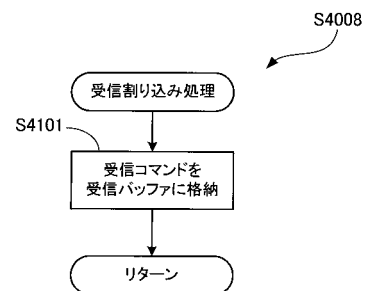 S4008
受信割り込み処理
S4101
受信コマンドを
受信バッファに格納
リターン